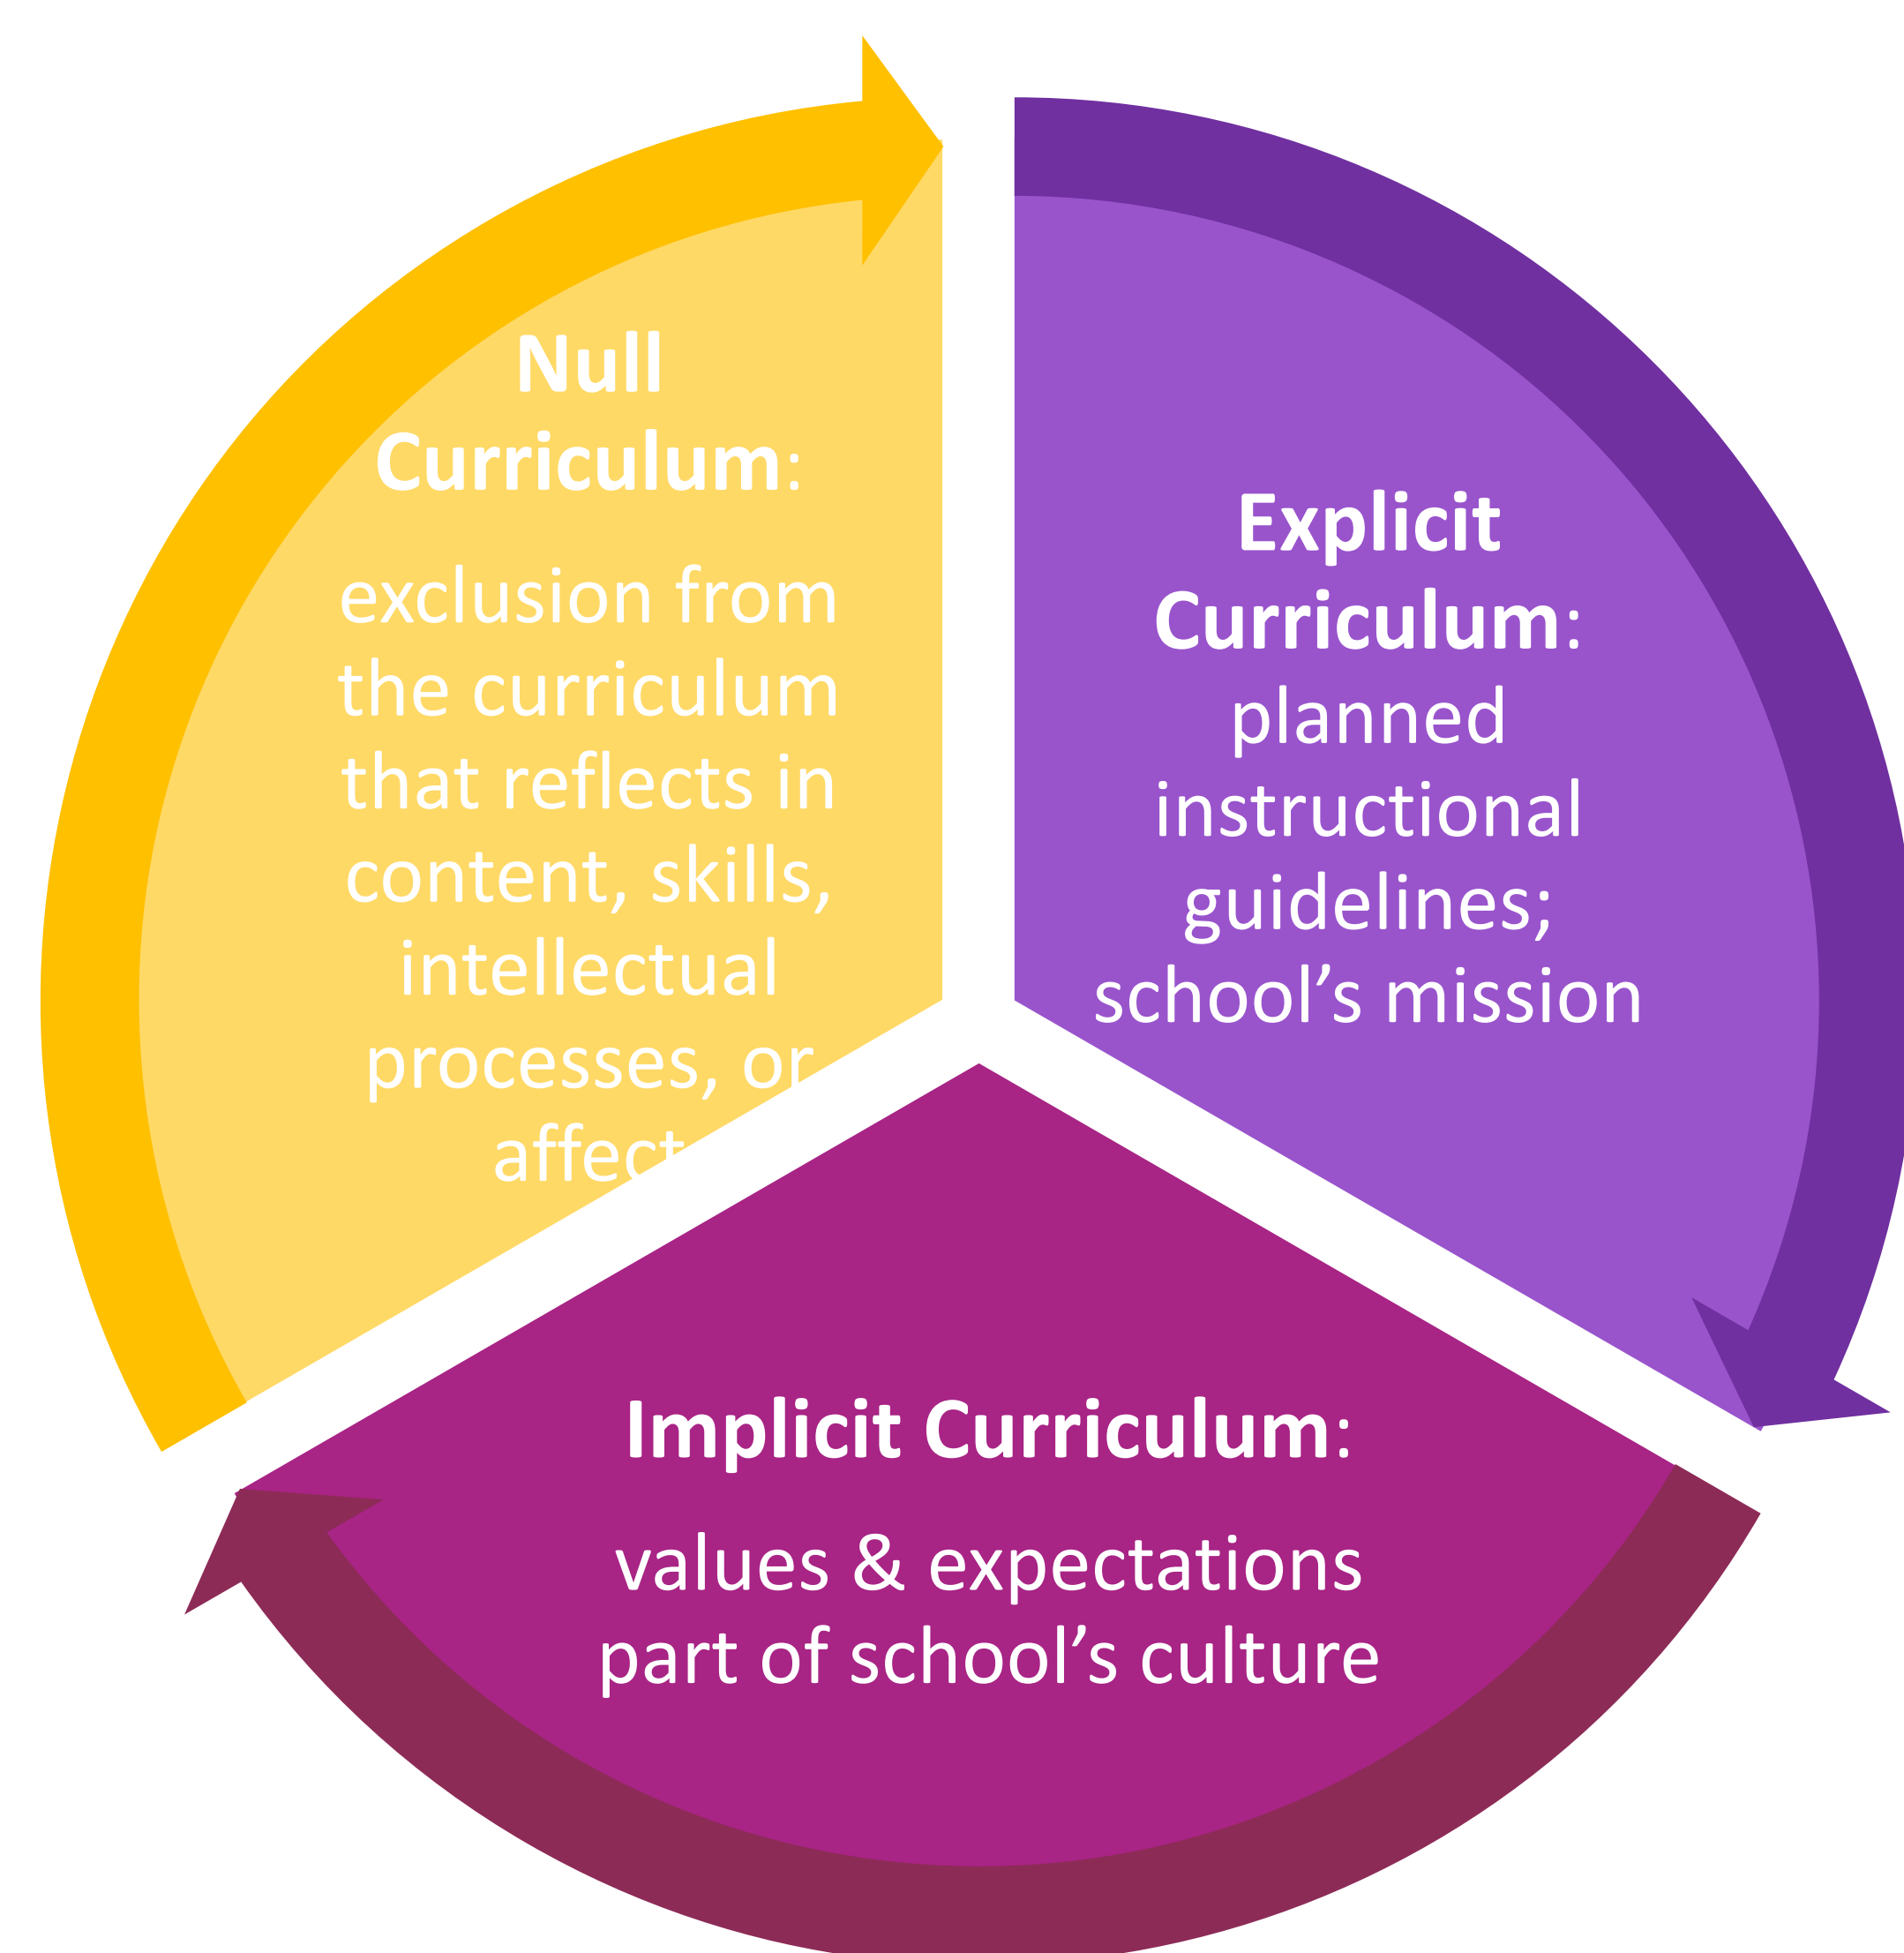 Null
Curriculum:
exclusion from
the curriculum
that reflects in
content, skills,
intellectual
processes, or
affect
Explicit
Curriculum:
planned
instructional
guidelines;
school’s mission
Implicit Curriculum:
values & expectations
part of school’s culture